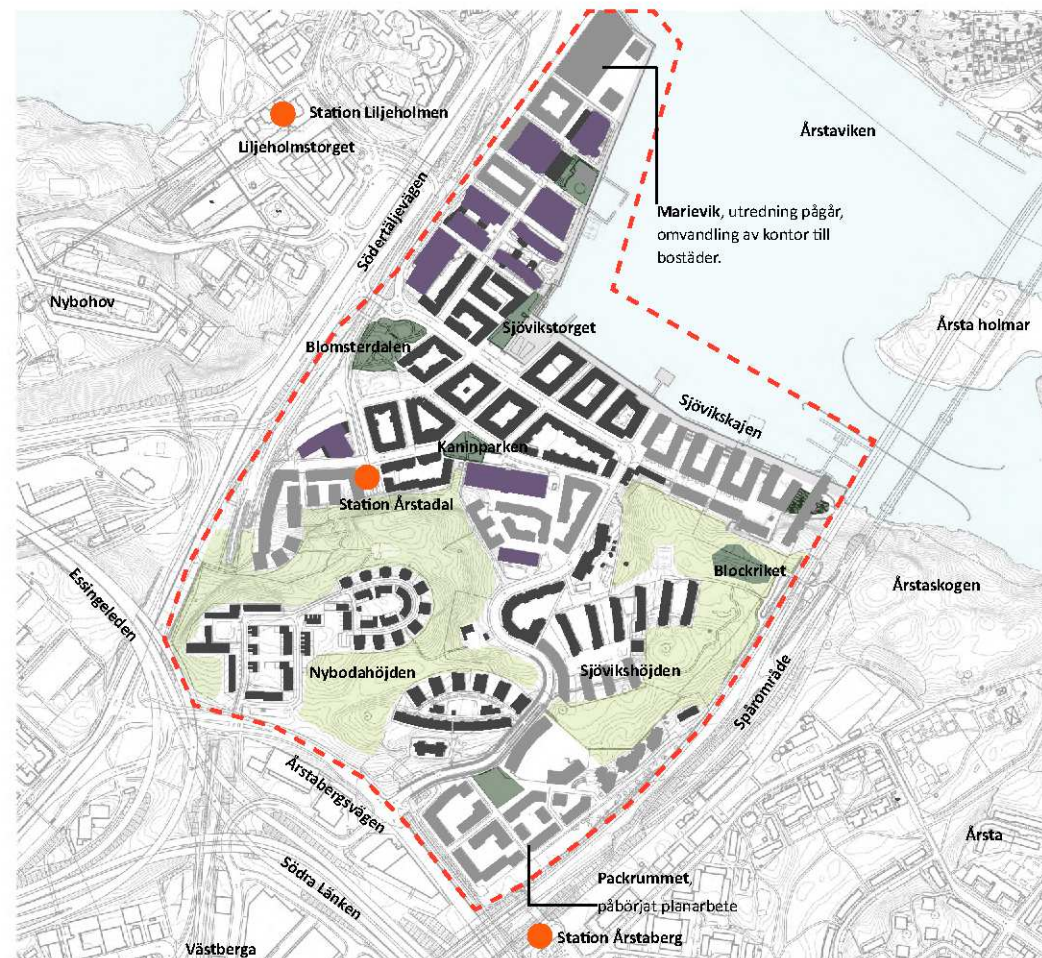 Station Liljeholmen
Liljeholmstorget
Årstaviken
Södertäljevägen
Marievik, utredning pågår,
omvandling av kontor till
bostäder.
Nybohov
Årsta holmar
Sjövikstorget
Blomsterdalen
Sjövikskajen
Kaninparken
Station Årstadal
Essingeleden
Blockriket
Årstaskogen
Nybodahöjden
Sjövikshöjden
Spårområde
Årstabergsvägen
Årsta
Södra Länken
Packrummet,
påbörjat planarbete
Västberga
Station Årstaberg